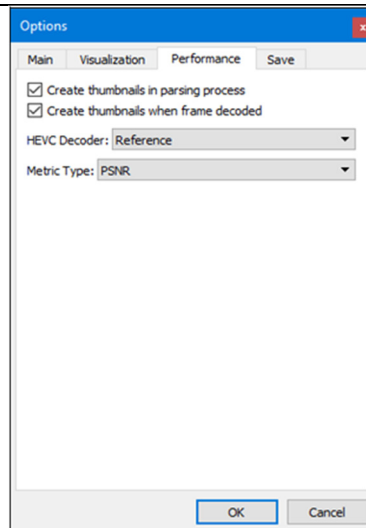 Options
x
Main Visualization Performance Save
Create thumbnails in parsing process
Create thumbnails when frame decoded
HEVC Decoder: Reference
Metric Type: PSNR
OK Cancel